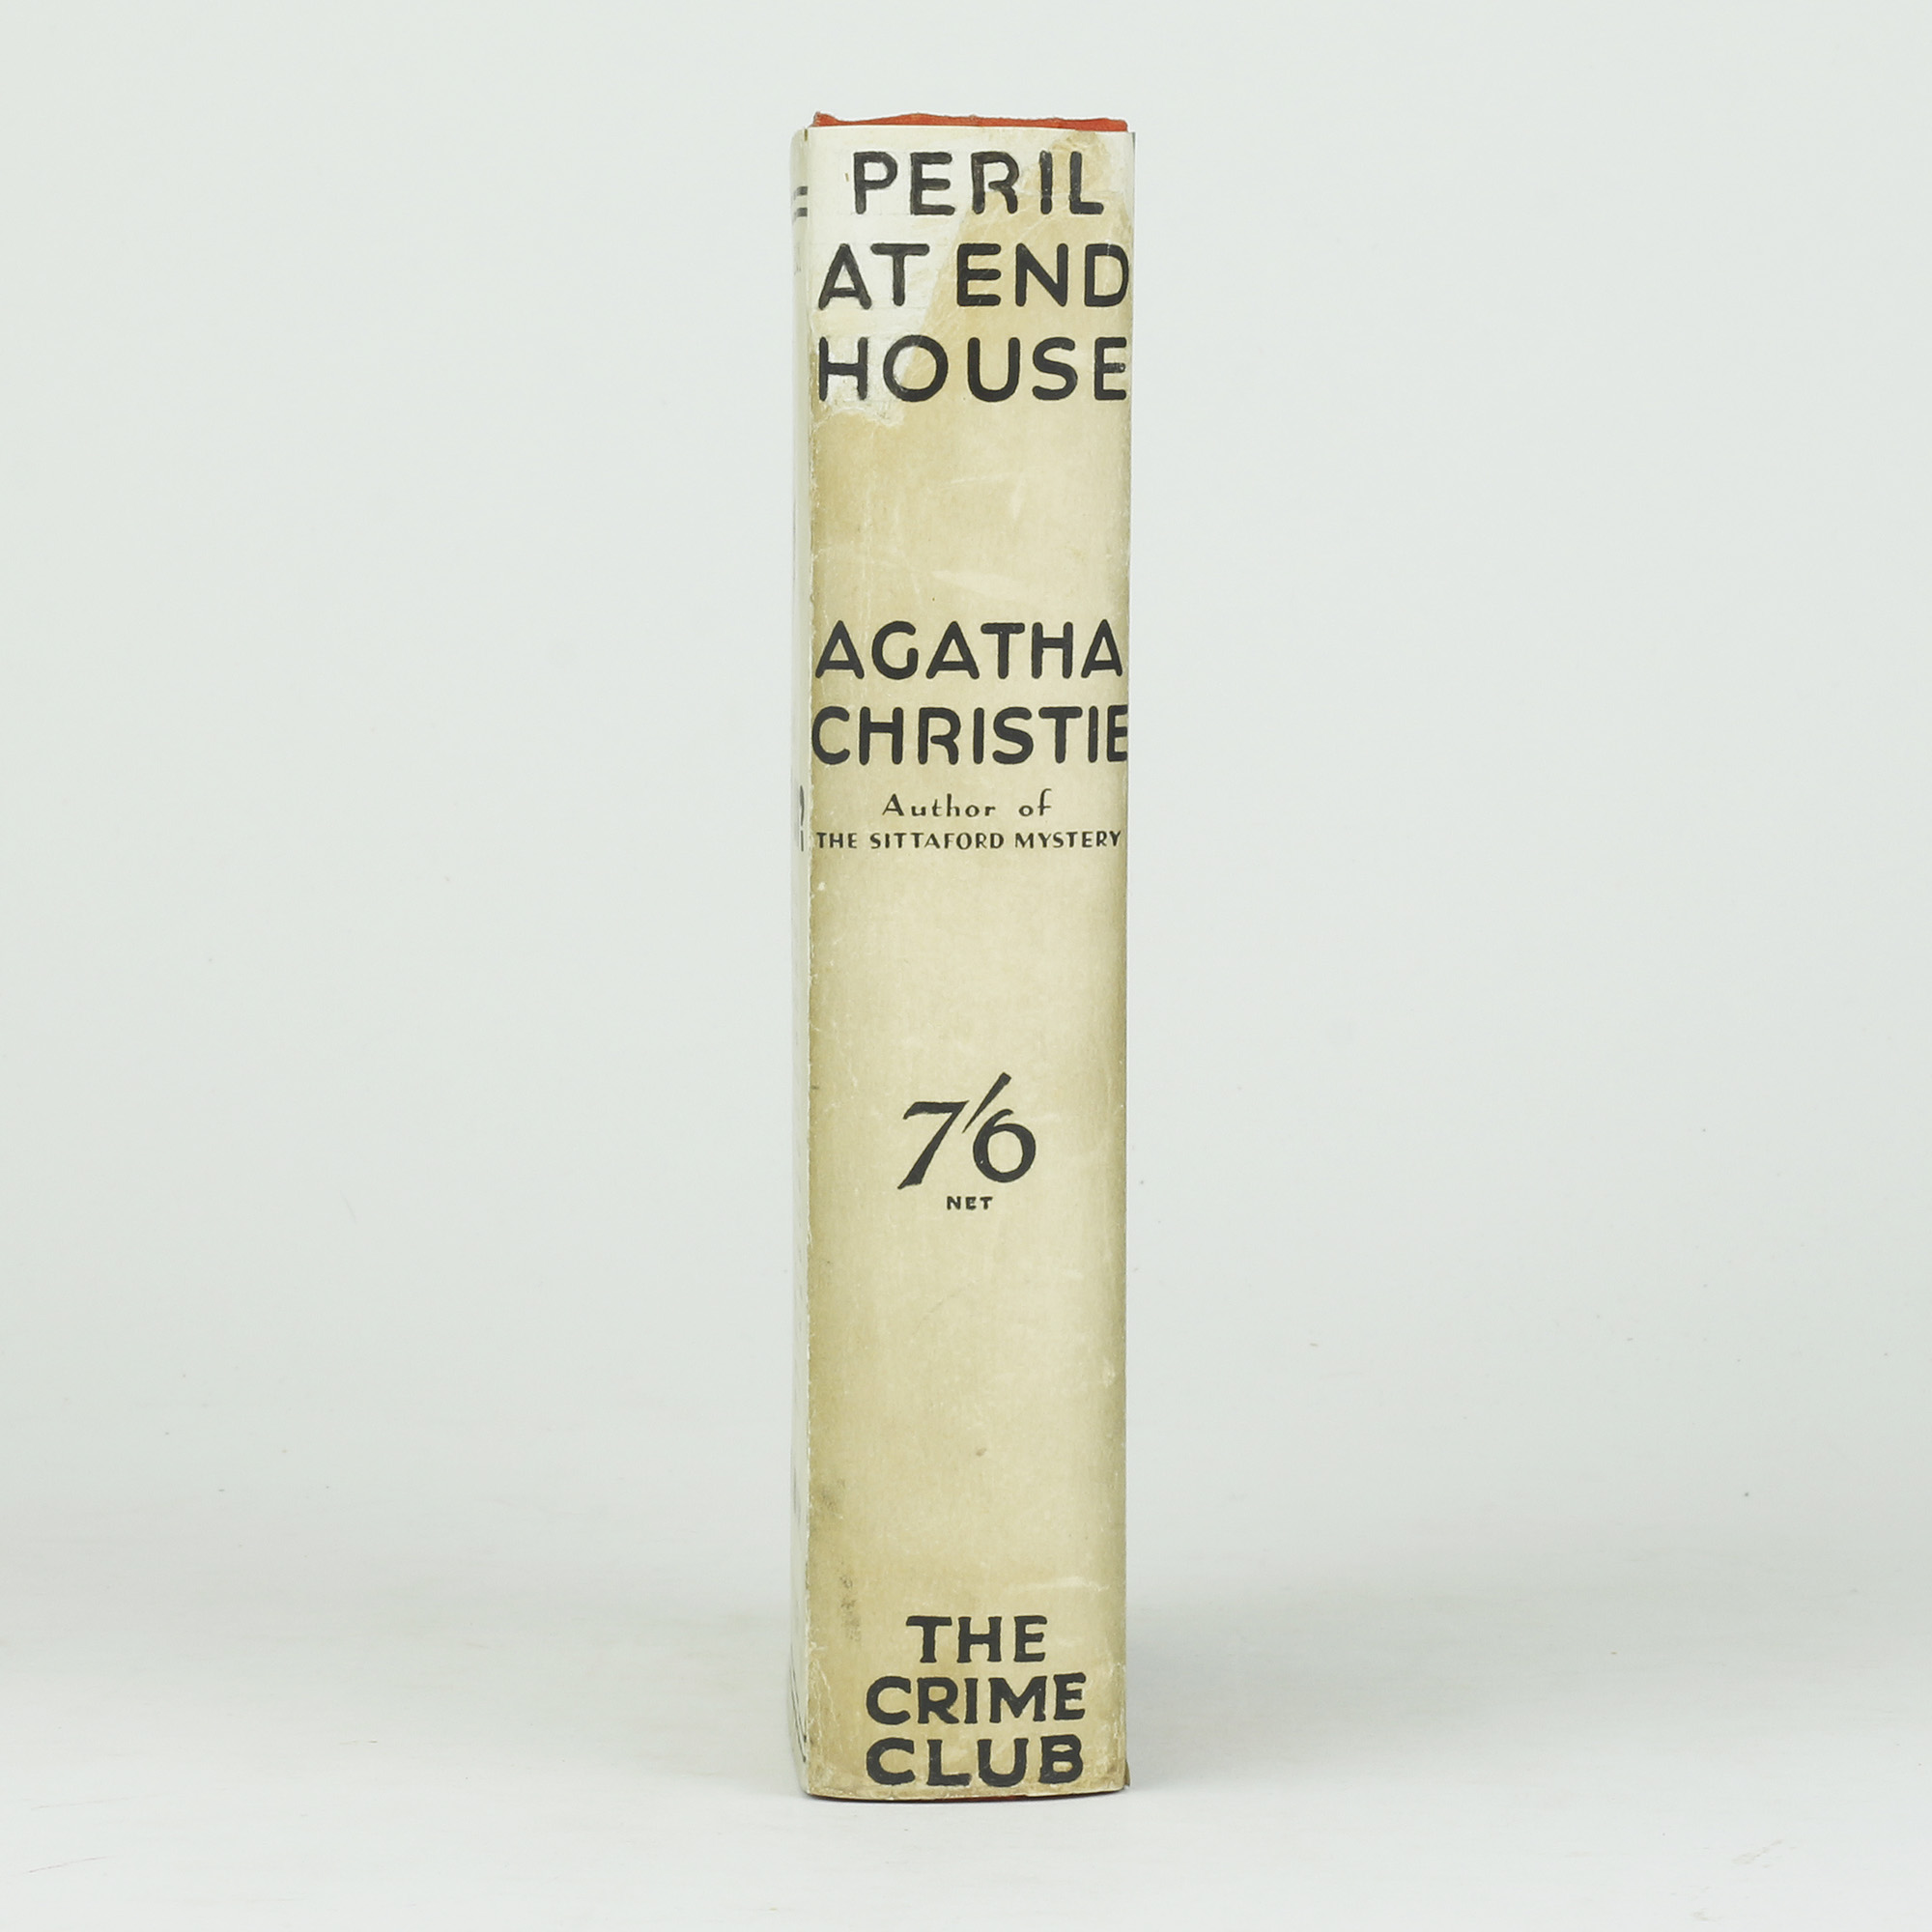 PERIL
AT END
HOUSE
AGATHA
CHRISTIE
Author of
THE SITTAFORD MYSTERY
7/6
NET
THE
CRIME
CLUB